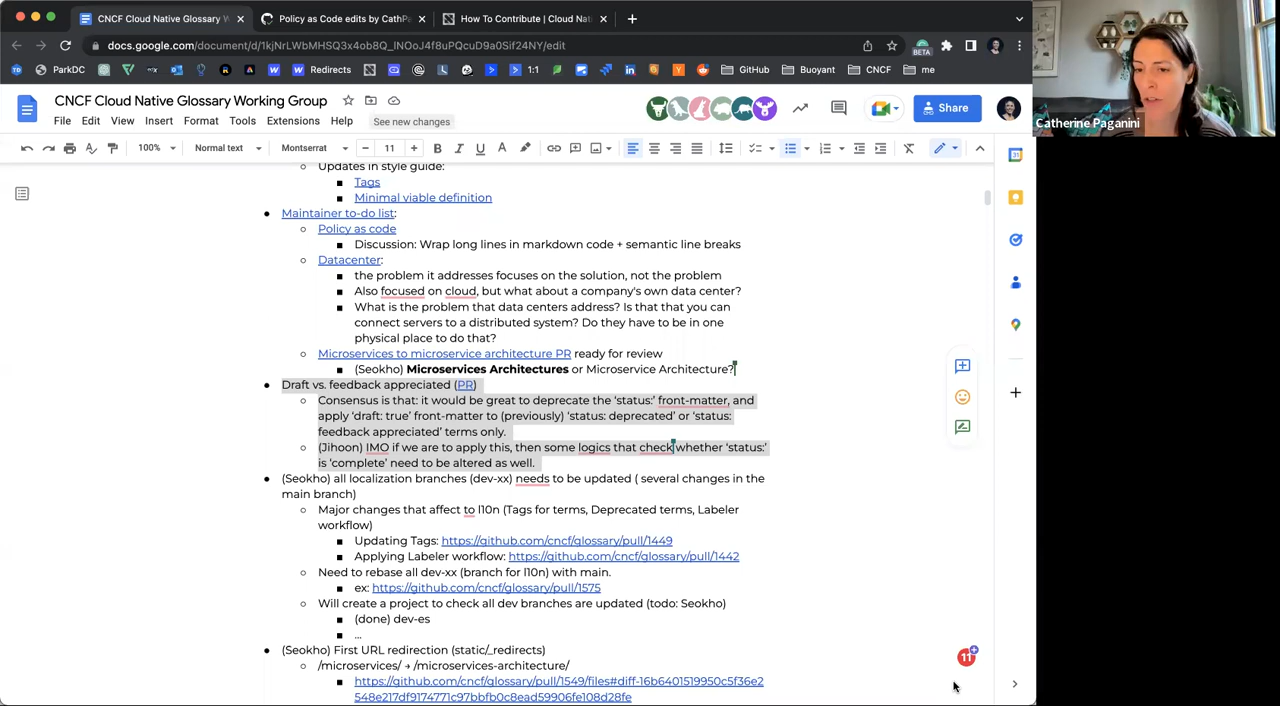 CNCF Cloud Native Glossary W
Policy as Code edits by CathPa
How To Contribute | Cloud Nati
docs.google.com/document/d/1kjNrLWbMHSQ3x4ob8Q_lNOoJ4f8uPQcuD9a0Sif24NY/edit
BETA
ParkDC
Redirects
1:1
GitHub
Buoyant
CNCF
me
CNCF Cloud Native Glossary Working Group
File Edit View Insert Format Tools Extensions Help See new changes
Share
Catherine Paganini
100% Normal text Montserrat 11
Updates in style guide:
Tags
Minimal viable definition
Maintainer to-do list:
Policy as code
Discussion: Wrap long lines in markdown code + semantic line breaks
Datacenter:
the problem it addresses focuses on the solution, not the problem
Also focused on cloud, but what about a company's own data center?
What is the problem that data centers address? Is that that you can
connect servers to a distributed system? Do they have to be in one
physical place to do that?
Microservices to microservice architecture PR ready for review
(Seokho) Microservices Architectures or Microservice Architecture?
Draft vs. feedback appreciated (PR)
Consensus is that: it would be great to deprecate the ‘status:’ front-matter, and
apply ‘draft: true’ front-matter to (previously) ‘status: deprecated’ or ‘status:
feedback appreciated’ terms only.
(Jihoon) IMO if we are to apply this, then some logics that check whether ‘status:’
is ‘complete’ need to be altered as well.
(Seokho) all localization branches (dev-xx) needs to be updated ( several changes in the
main branch)
Major changes that affect to l10n (Tags for terms, Deprecated terms, Labeler
workflow)
Updating Tags: https://github.com/cncf/glossary/pull/1449
Applying Labeler workflow: https://github.com/cncf/glossary/pull/1442
Need to rebase all dev-xx (branch for l10n) with main.
ex: https://github.com/cncf/glossary/pull/1575
Will create a project to check all dev branches are updated (todo: Seokho)
(done) dev-es
...
(Seokho) First URL redirection (static/_redirects)
/microservices/ → /microservices-architecture/
https://github.com/cncf/glossary/pull/1549/files#diff-16b6401519950c5f36e2
548e217df9174771c97bbfb0c8ead59906fe108d28fe
11